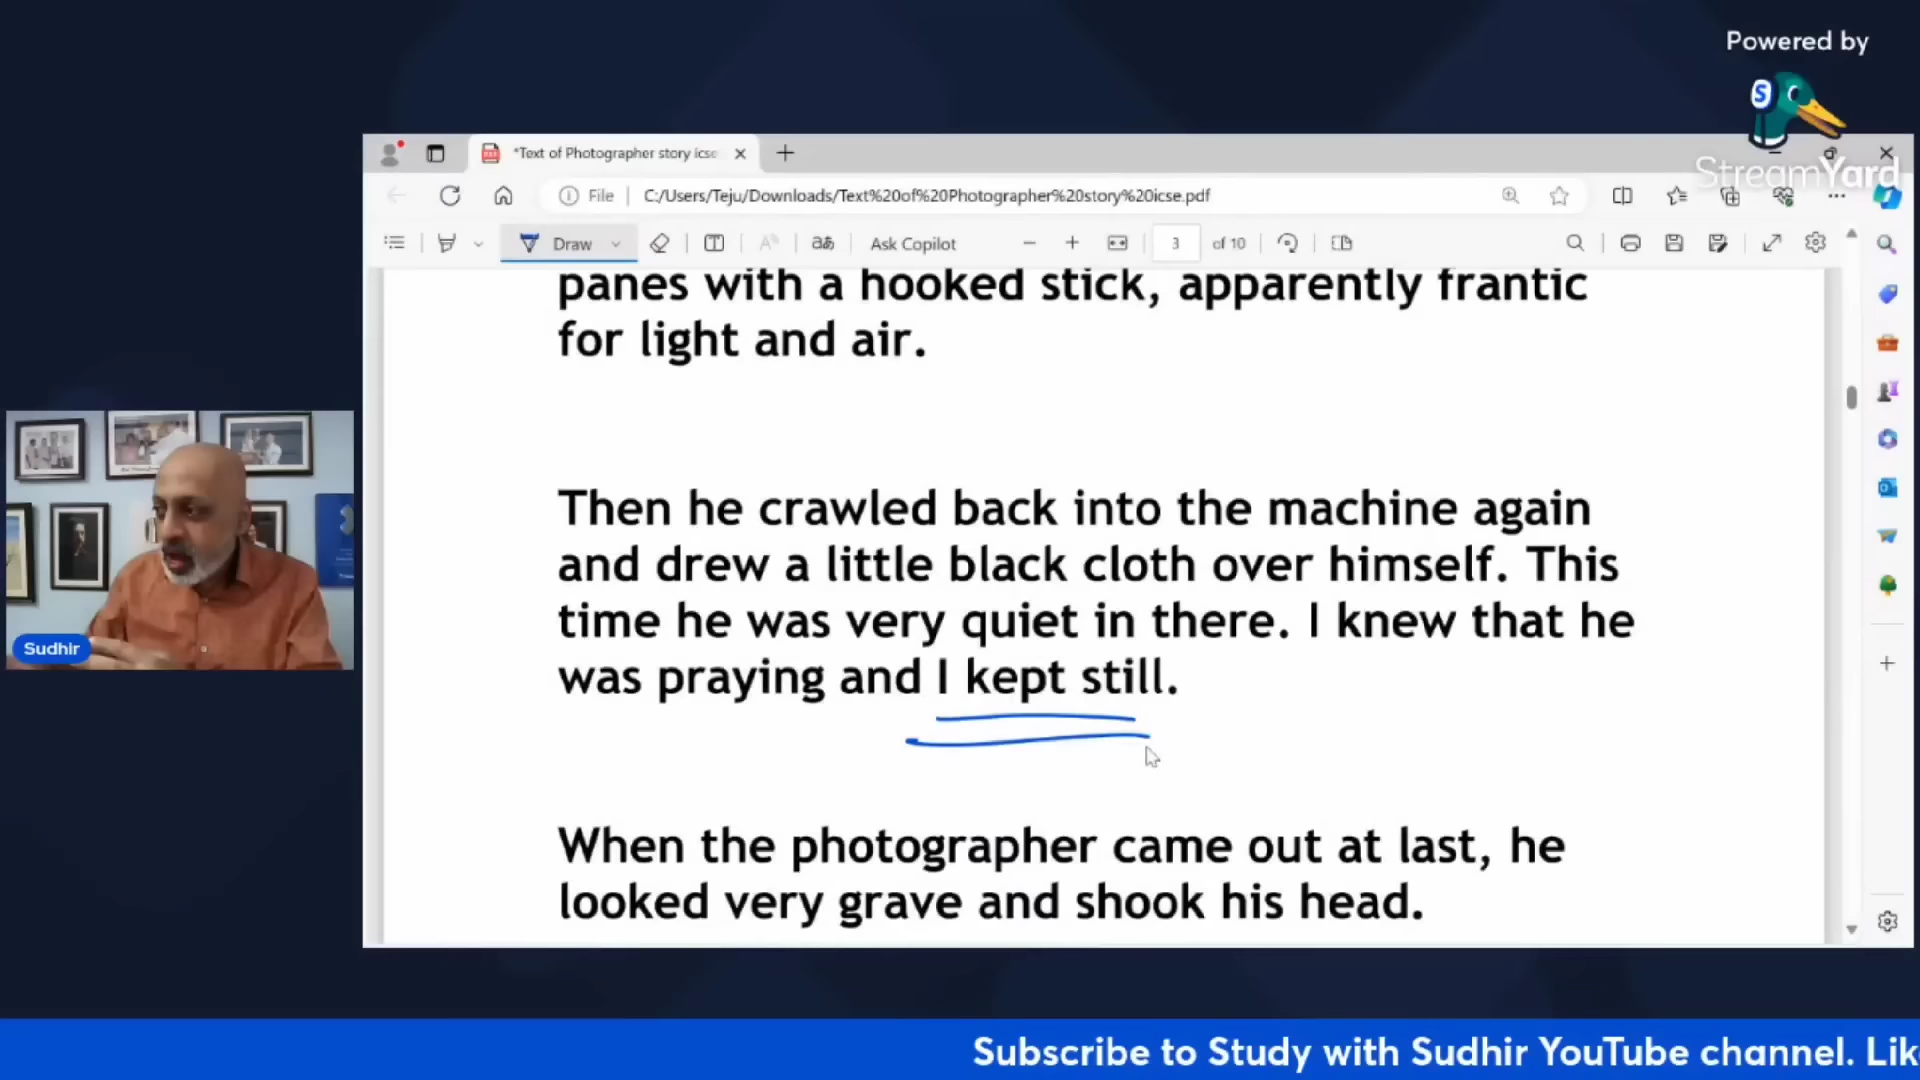 Powered by
StreamYard
*Text of Photographer story icse
File
C:/Users/Teju/Downloads/Text%20of%20Photographer%20story%20icse.pdf
Draw
Ask Copilot
3
of 10
panes with a hooked stick, apparently frantic
for light and air.
Then he crawled back into the machine again
and drew a little black cloth over himself. This
time he was very quiet in there. I knew that he
was praying and I kept still.
When the photographer came out at last, he
looked very grave and shook his head.
Sudhir
Subscribe to Study with Sudhir YouTube channel. Lik